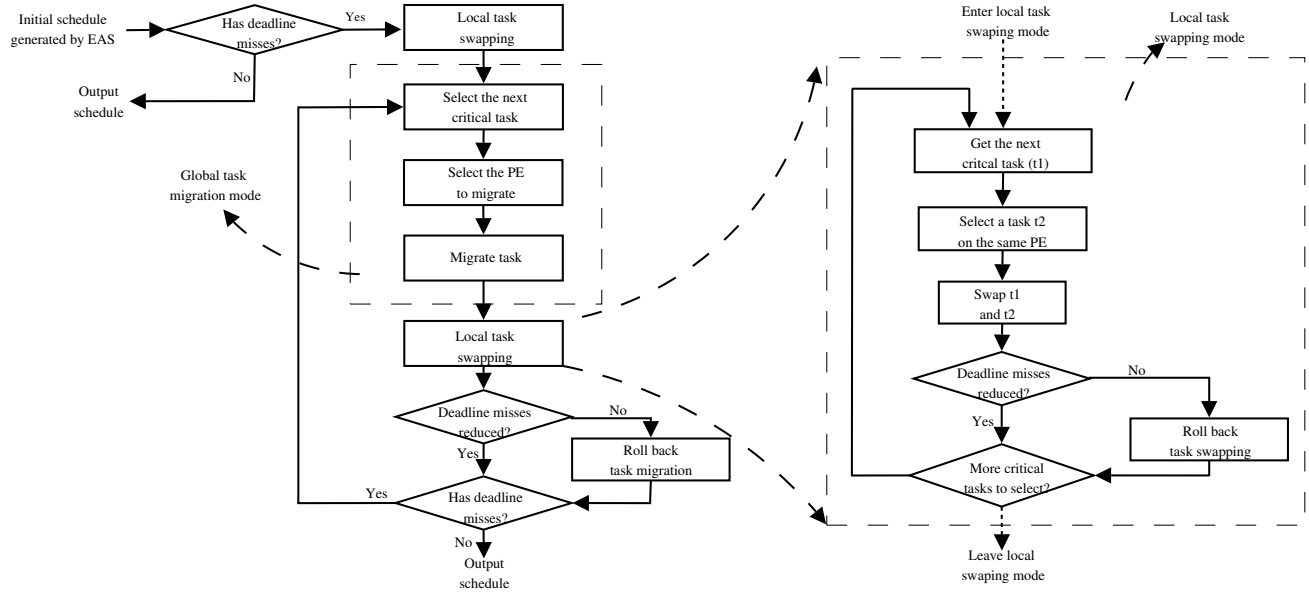 Initial schedule
generated by EAS
Has deadline
misses?
Yes
No
Output
schedule
Local task
swapping
Select the next
critical task
Select the PE
to migrate
Migrate task
Global task
migration mode
Local task
swapping
Deadline misses
reduced?
No
Yes
Roll back
task migration
Has deadline
misses?
Yes
No
Output
schedule
Enter local task
swaping mode
Local task
swapping mode
Get the next
critcal task (t1)
Select a task t2
on the same PE
Swap t1
and t2
Deadline misses
reduced?
No
Yes
Roll back
task swapping
More critical
tasks to select?
Leave local
swaping mode